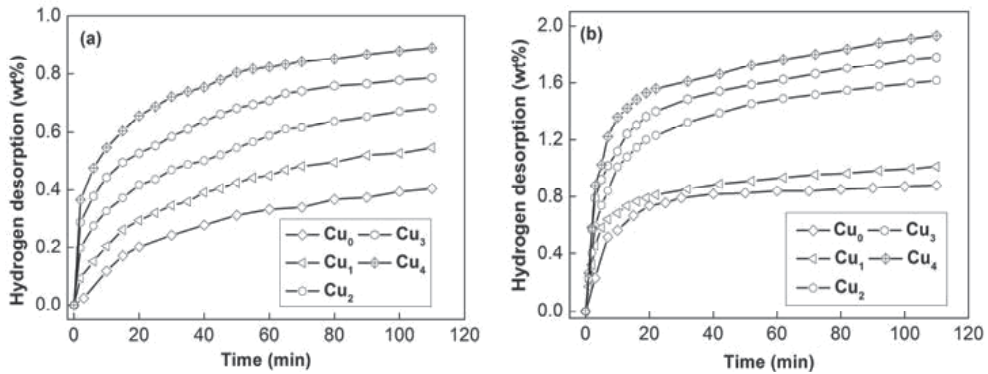 (a)
Hydrogen desorption (wt%)
1.0
0.8
0.6
0.4
0.2
0.0
Cu₀ Cu₃
Cu₁ Cu₄
Cu₂
0 20 40 60 80 100 120
Time (min)
(b)
Hydrogen desorption (wt%)
2.0
1.6
1.2
0.8
0.4
0.0
Cu₀ Cu₃
Cu₁ Cu₄
Cu₂
0 20 40 60 80 100 120
Time (min)